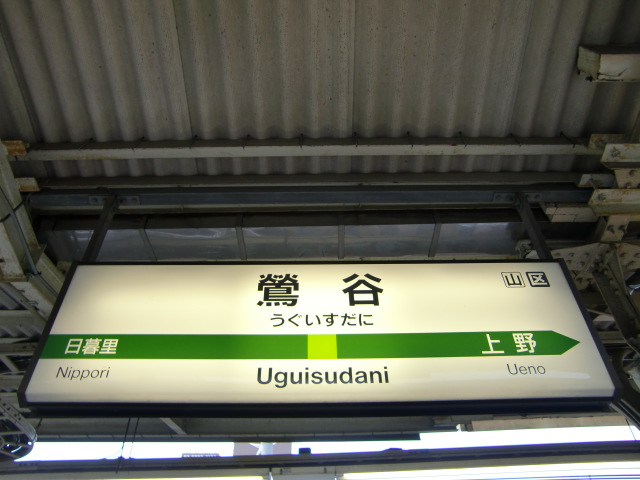 鶯谷
山 区
うぐいすだに
日暮里
上野
Nippori
Uguisudani
Ueno